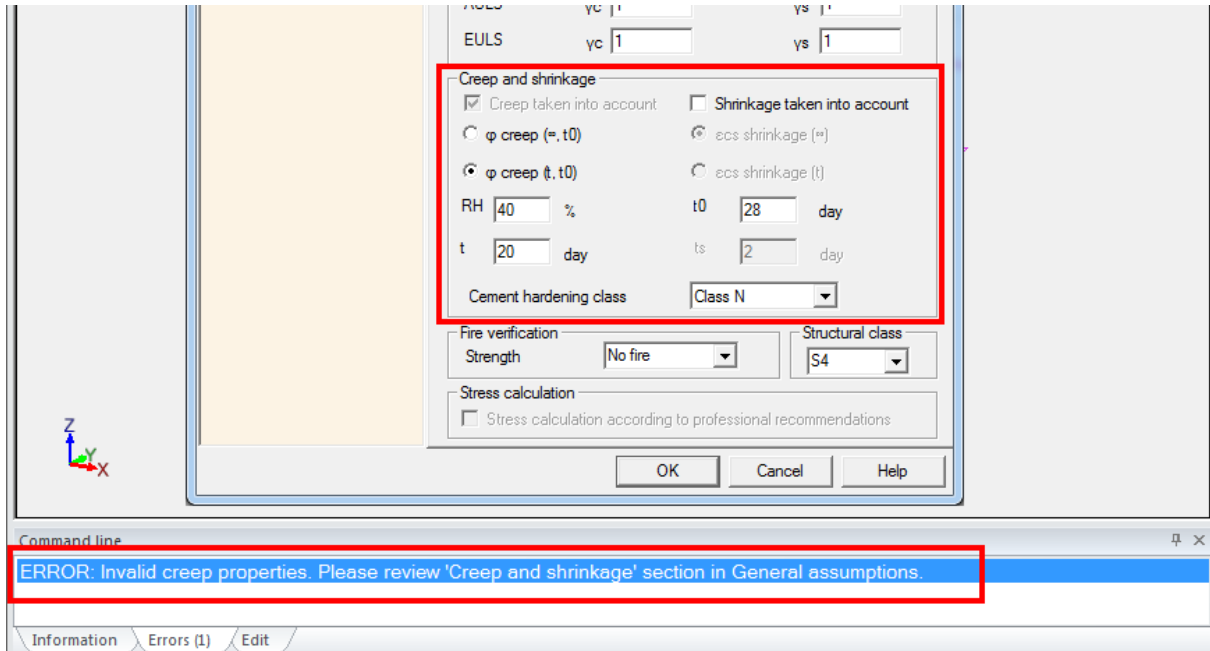 γc 1 γs 1
EULS γc 1 γs 1
Creep and shrinkage
Creep taken into account Shrinkage taken into account
φ creep (∞, t0) εcs shrinkage (∞)
φ creep (t, t0) εcs shrinkage (t)
RH 40 % t0 28 day
t 20 day ts 2 day
Cement hardening class Class N
Fire verification Structural class
Strength No fire S4
Stress calculation
Stress calculation according to professional recommendations
Z
Y
X
OK Cancel Help
Command line
ERROR: Invalid creep properties. Please review 'Creep and shrinkage' section in General assumptions.
Information Errors (1) Edit